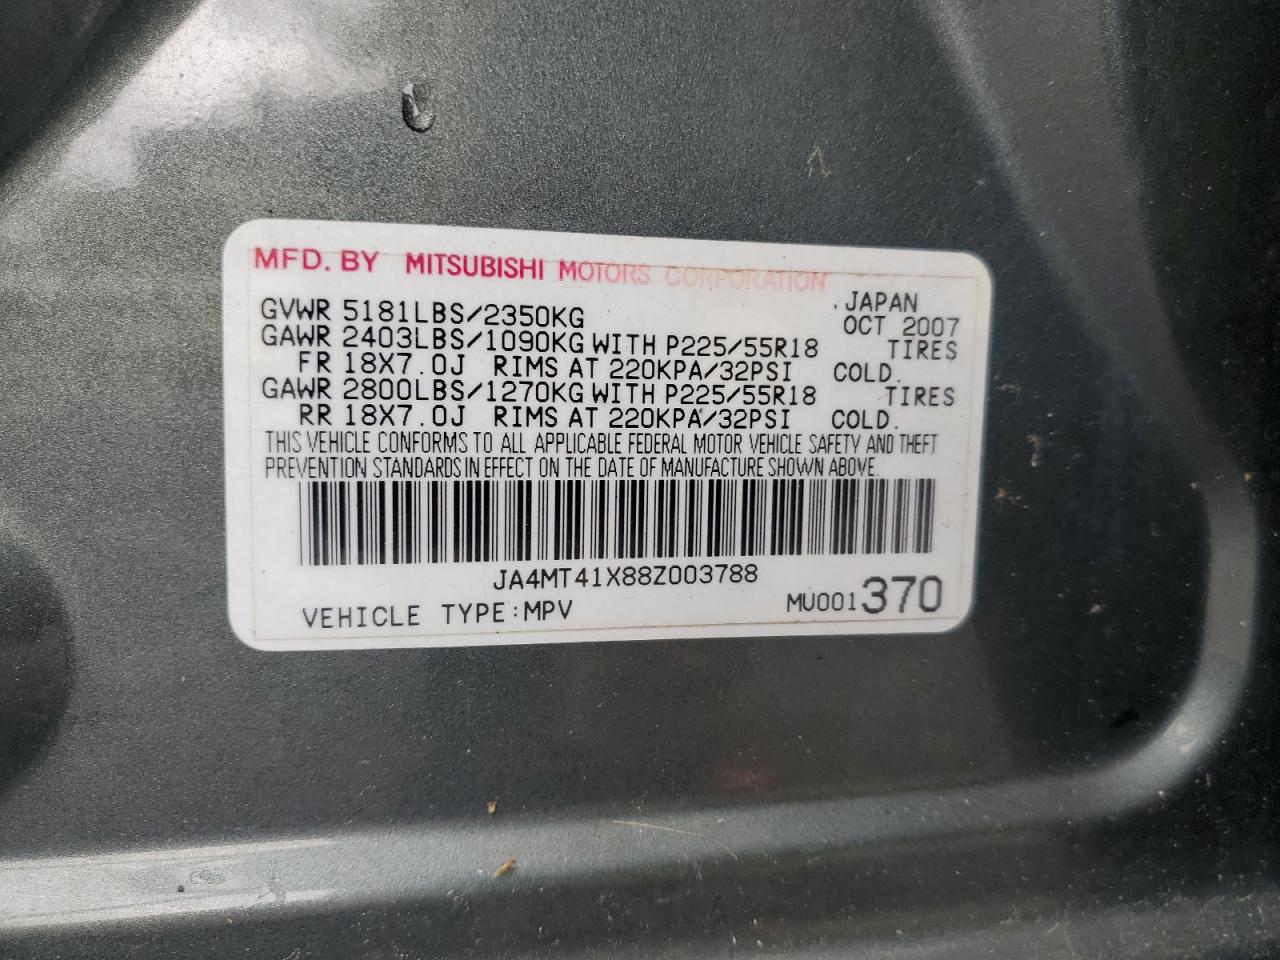 MFD. BY MITSUBISHI MOTORS CORPORATION
. JAPAN
GVWR 5181LBS/2350KG OCT 2007
GAWR 2403LBS/1090KG WITH P225/55R18 TIRES
FR 18X7.0J RIMS AT 220KPA/32PSI COLD.
GAWR 2800LBS/1270KG WITH P225/55R18 TIRES
RR 18X7.0J RIMS AT 220KPA/32PSI COLD.
THIS VEHICLE CONFORMS TO ALL APPLICABLE FEDERAL MOTOR VEHICLE SAFETY AND THEFT
PREVENTION STANDARDS IN EFFECT ON THE DATE OF MANUFACTURE SHOWN ABOVE.
JA4MT41X88Z003788
VEHICLE TYPE:MPV MU001370